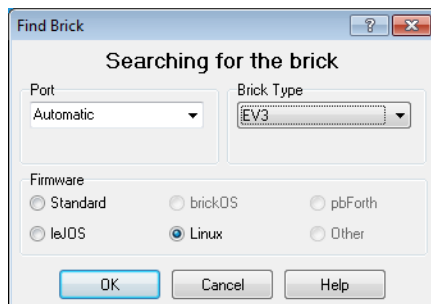 Find Brick
Searching for the brick
Port
Brick Type
Automatic
EV3
Firmware
Standard
brickOS
pbForth
leJOS
Linux
Other
OK
Cancel
Help